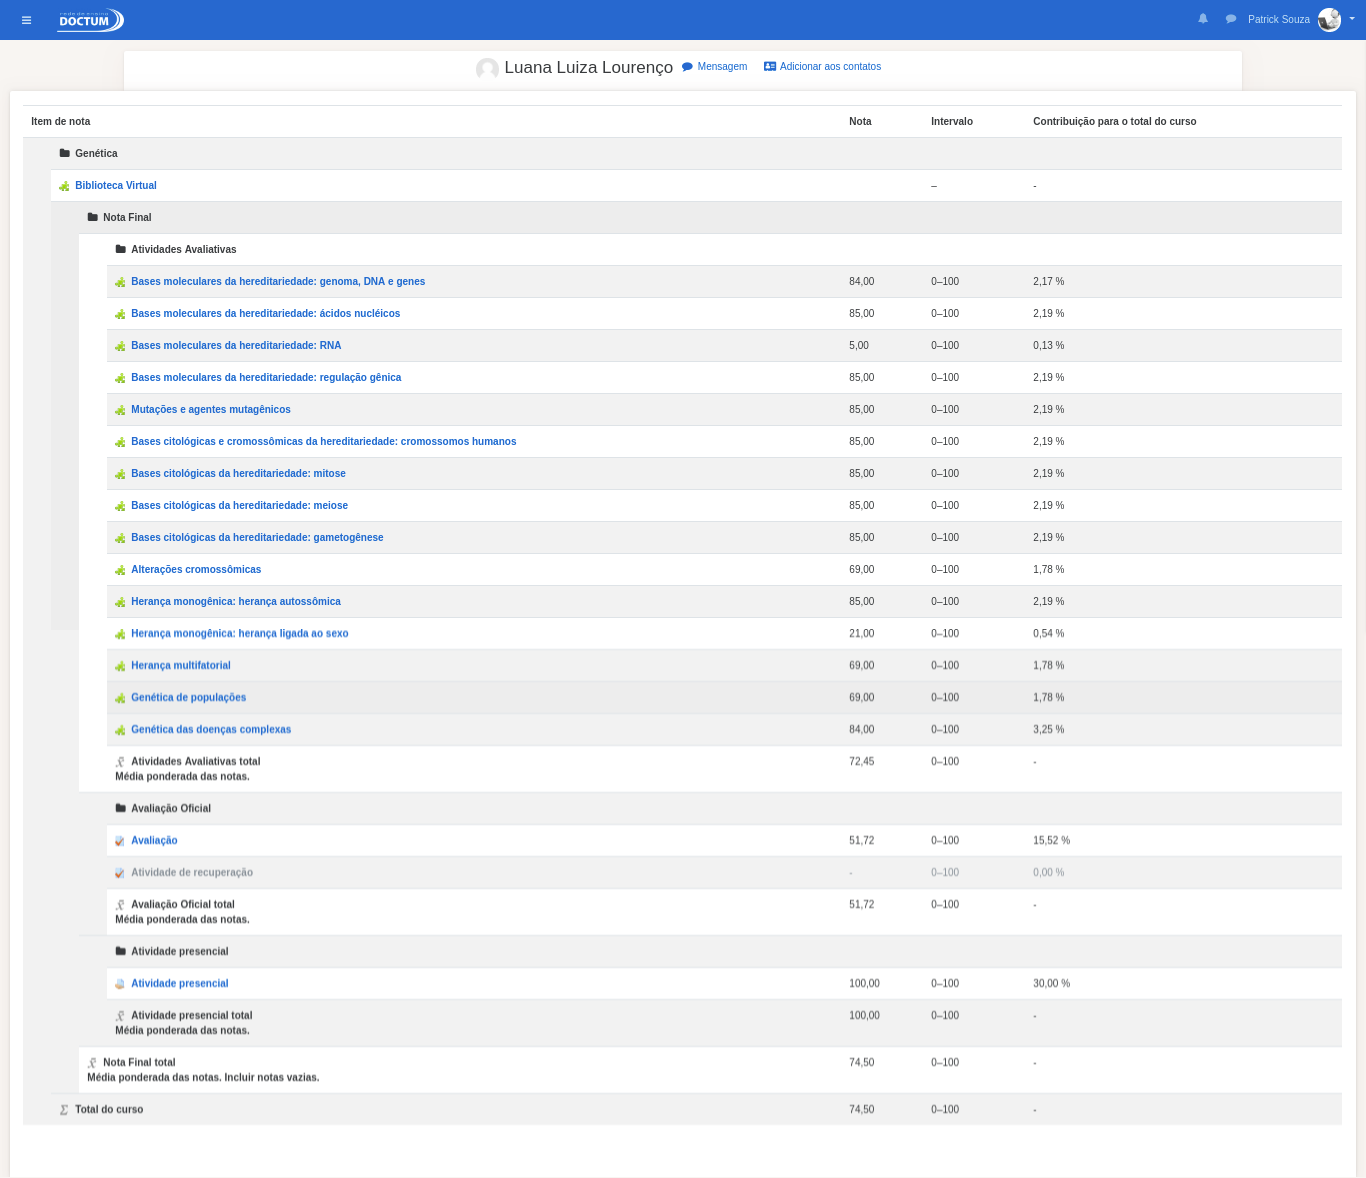 rede de ensino
DOCTUM
Patrick Souza
Luana Luiza Lourenço Mensagem Adicionar aos contatos
Item de nota Nota Intervalo Contribuição para o total do curso
Genética
Biblioteca Virtual – -
Nota Final
Atividades Avaliativas
Bases moleculares da hereditariedade: genoma, DNA e genes 84,00 0–100 2,17 %
Bases moleculares da hereditariedade: ácidos nucléicos 85,00 0–100 2,19 %
Bases moleculares da hereditariedade: RNA 5,00 0–100 0,13 %
Bases moleculares da hereditariedade: regulação gênica 85,00 0–100 2,19 %
Mutações e agentes mutagênicos 85,00 0–100 2,19 %
Bases citológicas e cromossômicas da hereditariedade: cromossomos humanos 85,00 0–100 2,19 %
Bases citológicas da hereditariedade: mitose 85,00 0–100 2,19 %
Bases citológicas da hereditariedade: meiose 85,00 0–100 2,19 %
Bases citológicas da hereditariedade: gametogênese 85,00 0–100 2,19 %
Alterações cromossômicas 69,00 0–100 1,78 %
Herança monogênica: herança autossômica 85,00 0–100 2,19 %
Herança monogênica: herança ligada ao sexo 21,00 0–100 0,54 %
Herança multifatorial 69,00 0–100 1,78 %
Genética de populações 69,00 0–100 1,78 %
Genética das doenças complexas 84,00 0–100 3,25 %
Atividades Avaliativas total 72,45 0–100 -
Média ponderada das notas.
Avaliação Oficial
Avaliação 51,72 0–100 15,52 %
Atividade de recuperação - 0–100 0,00 %
Avaliação Oficial total 51,72 0–100 -
Média ponderada das notas.
Atividade presencial
Atividade presencial 100,00 0–100 30,00 %
Atividade presencial total 100,00 0–100 -
Média ponderada das notas.
Nota Final total 74,50 0–100 -
Média ponderada das notas. Incluir notas vazias.
Σ Total do curso 74,50 0–100 -